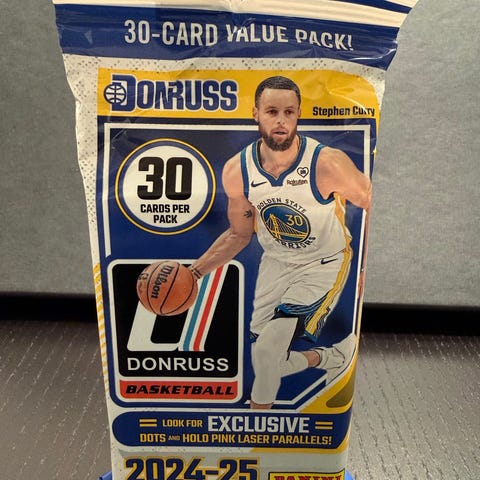 30-CARD VALUE PACK!
DONRUSS
Stephen Curry
30
CARDS PER
PACK
Rakuten
GOLDEN STATE
30
WARRIORS
Wilson
DONRUSS
BASKETBALL
LOOK FOR EXCLUSIVE
DOTS AND HOLO PINK LASER PARALLELS!
2024-25
PANINI